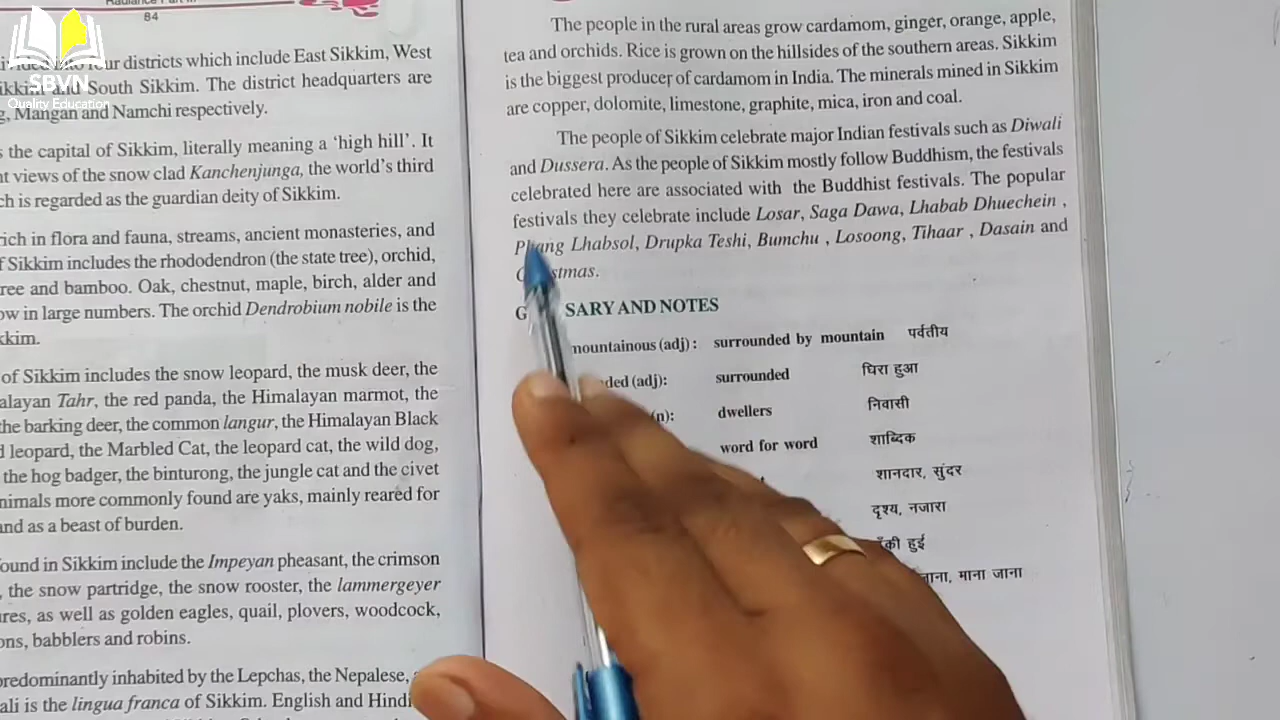 SBVN
Quality Education
84
four districts which include East Sikkim, West
and South Sikkim. The district headquarters are
Mangan and Namchi respectively.
the capital of Sikkim, literally meaning a ‘high hill’. It
views of the snow clad Kanchenjunga, the world's third
is regarded as the guardian deity of Sikkim.
rich in flora and fauna, streams, ancient monasteries, and
Sikkim includes the rhododendron (the state tree), orchid,
and bamboo. Oak, chestnut, maple, birch, alder and
in large numbers. The orchid Dendrobium nobile is the
of Sikkim includes the snow leopard, the musk deer, the
Tahr, the red panda, the Himalayan marmot, the
the barking deer, the common langur, the Himalayan Black
leopard, the Marbled Cat, the leopard cat, the wild dog,
the hog badger, the binturong, the jungle cat and the civet
more commonly found are yaks, mainly reared for
and as a beast of burden.
in Sikkim include the Impeyan pheasant, the crimson
, the snow partridge, the snow rooster, the lammergeyer
as well as golden eagles, quail, plovers, woodcock,
babblers and robins.
predominantly inhabited by the Lepchas, the Nepalese,
is the lingua franca of Sikkim. English and
The people in the rural areas grow cardamom, ginger, orange, apple,
tea and orchids. Rice is grown on the hillsides of the southern areas. Sikkim
is the biggest producer of cardamom in India. The minerals mined in Sikkim
are copper, dolomite, limestone, graphite, mica, iron and coal.
The people of Sikkim celebrate major Indian festivals such as Diwali
and Dussera. As the people of Sikkim mostly follow Buddhism, the festivals
celebrated here are associated with the Buddhist festivals. The popular
festivals they celebrate include Losar, Saga Dawa, Lhabab Dhuechein ,
Phang Lhabsol, Drupka Teshi, Bumchu , Losoong, Tihaar , Dasain and
SARY AND NOTES
mountainous (adj) : surrounded by mountain पर्वतीय
(adj): surrounded घिरा हुआ
(n): dwellers निवासी
word for word शाब्दिक
शानदार, सुंदर
दृश्य, नजारा
हुई
माना जाना